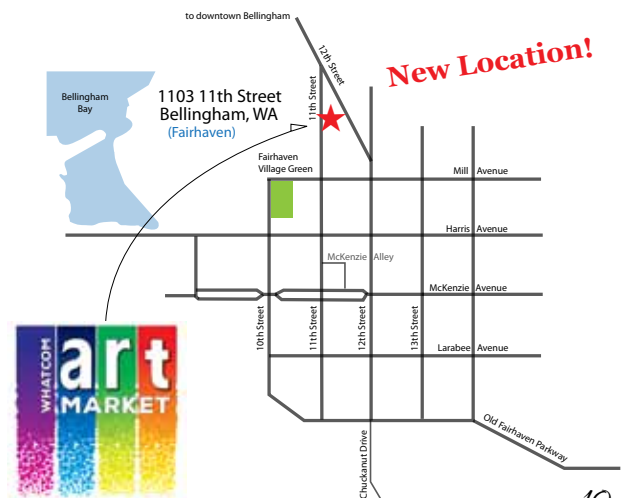 to downtown Bellingham
12th Street
New Location!
Bellingham
Bay
1103 11th Street
Bellingham, WA
(Fairhaven)
11th Street
Fairhaven
Village Green
Mill Avenue
Harris Avenue
McKenzie Alley
McKenzie Avenue
10th Street
11th Street
12th Street
13th Street
Larabee Avenue
WHATCOM
art
MARKET
Chuckanut Drive
Old Fairhaven Parkway